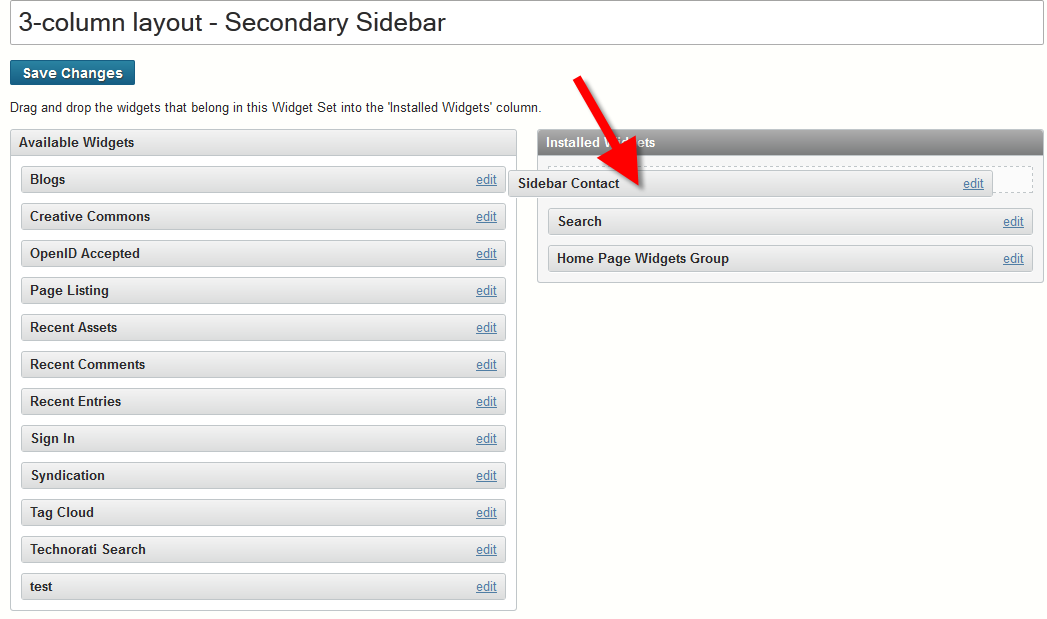 3-column layout - Secondary Sidebar
Save Changes
Drag and drop the widgets that belong in this Widget Set into the 'Installed Widgets' column.
Available Widgets
Blogs edit
Creative Commons edit
OpenID Accepted edit
Page Listing edit
Recent Assets edit
Recent Comments edit
Recent Entries edit
Sign In edit
Syndication edit
Tag Cloud edit
Technorati Search edit
test edit
Installed Widgets
Sidebar Contact edit
Search edit
Home Page Widgets Group edit